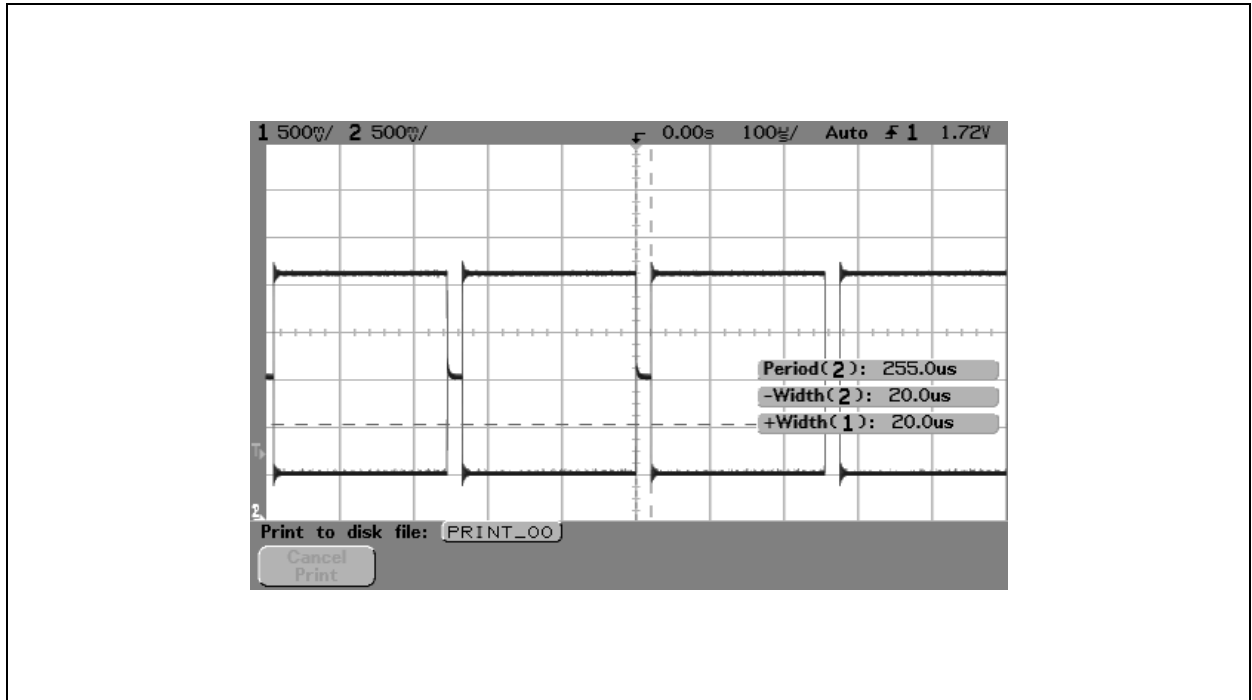 1 500mV/ 2 500mV/ 0.00s 100us/ Auto 1 1.72V
Period(2): 255.0us
-Width(2): 20.0us
+Width(1): 20.0us
T
2
Print to disk file: PRINT_00
Cancel
Print